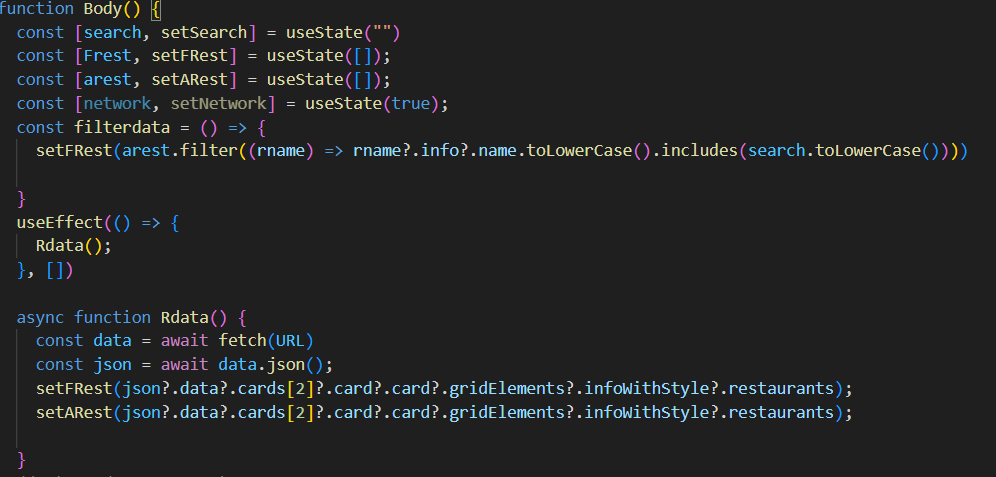 function Body() {
const [search, setSearch] = useState("")
const [Frest, setFRest] = useState([]);
const [arest, setARest] = useState([]);
const [network, setNetwork] = useState(true);
const filterdata = () => {
setFRest(arest.filter((rname) => rname?.info?.name.toLowerCase().includes(search.toLowerCase())))
}
useEffect(() => {
Rdata();
}, [])
async function Rdata() {
const data = await fetch(URL)
const json = await data.json();
setFRest(json?.data?.cards[2]?.card?.card?.gridElements?.infoWithStyle?.restaurants);
setARest(json?.data?.cards[2]?.card?.card?.gridElements?.infoWithStyle?.restaurants);
}